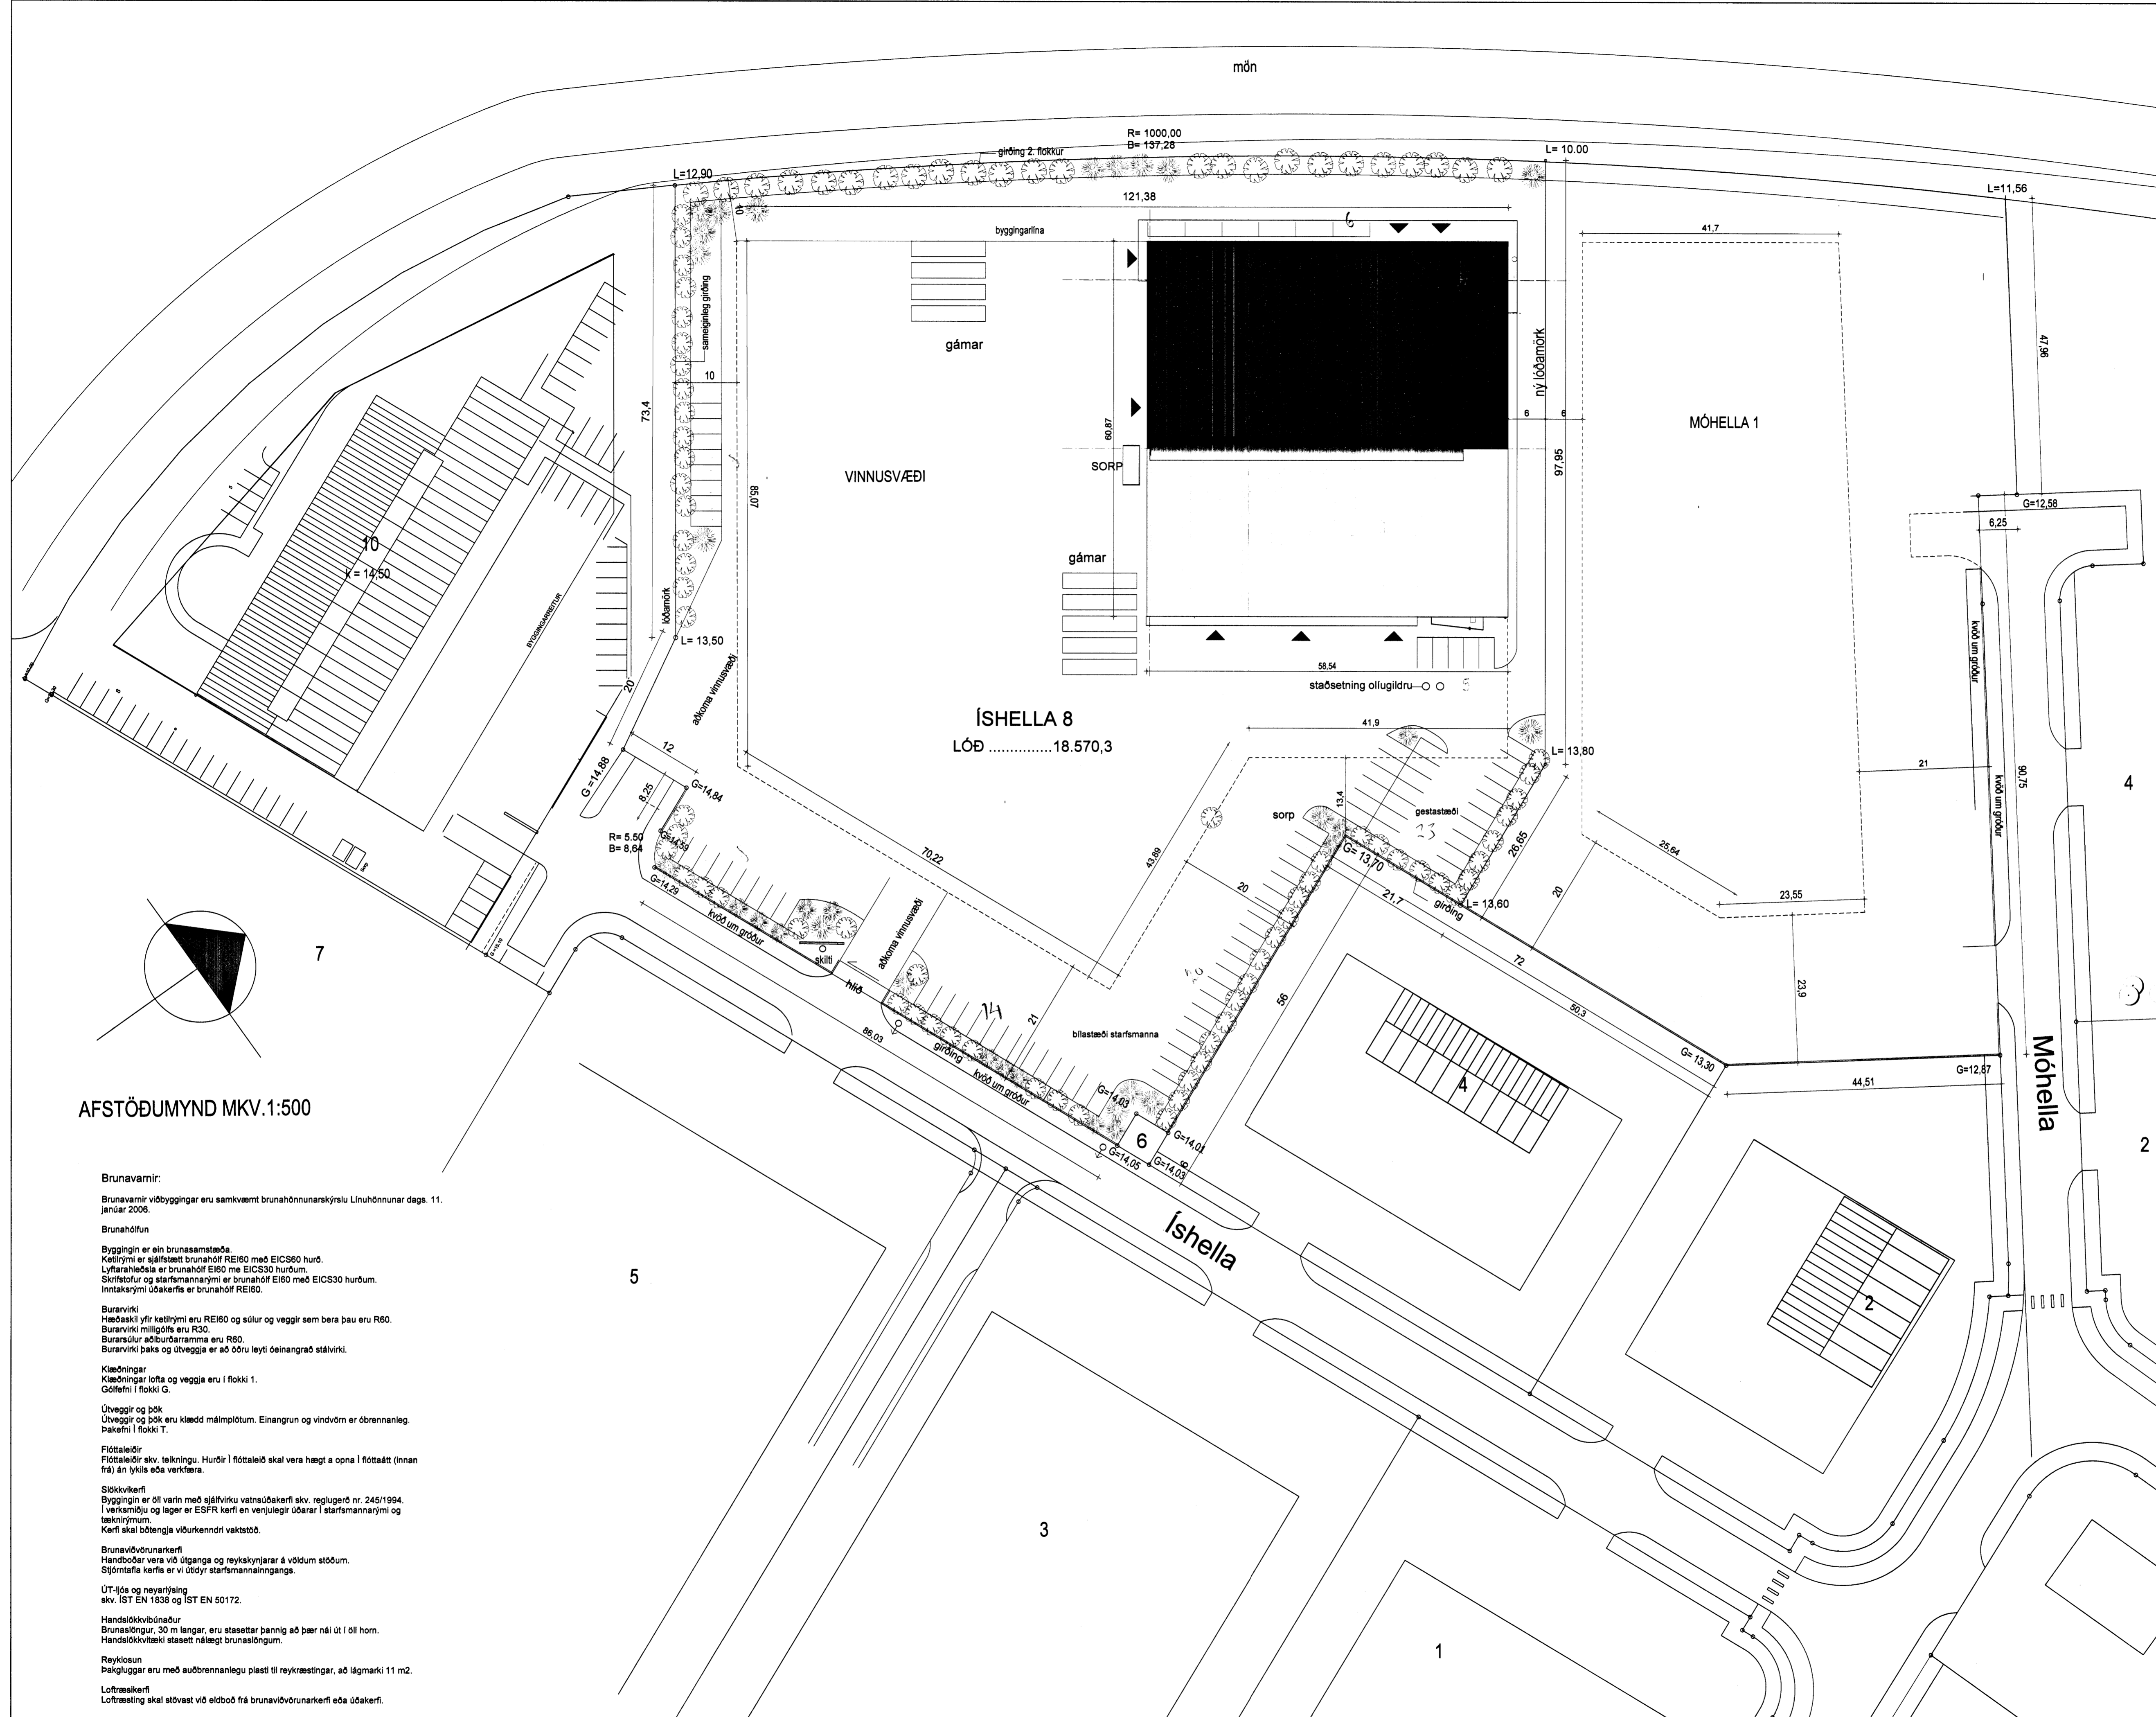 mön
R= 1000,00
B= 137,28
girðing 2. flokkur
L= 10.00
L=12,90
L=11,56
121,38
10
6
byggingarlína
41,7
sameiginleg girðing
gámar
ný lóðamörk
47,96
10
73,4
60,87
6
6
MÓHELLA 1
SORP
97,95
VINNUSVÆÐI
85,07
G=12,58
6,25
10
k = 14,50
gámar
BYGGINGARREITUR
lóðamörk
L= 13,50
kvöð um gróður
58,54
staðsetning olíugildru
20
aðkoma vinnusvæði
ÍSHELLA 8
LÓÐ ...............18.570,3
41,9
12
L= 13,80
21
90,75
4
G =14,88
8,25
G=14,84
13,4
kvöð um gróður
sorp
gestastæði
23
R= 5.50
B= 8,64
G=14,59
70,22
43,89
G= 13,70
26,65
25,64
G=14,29
20
21,7
20
23,55
kvöð um gróður
girðing
L= 13,60
aðkoma vinnusvæði
skilti
7
G =15,10
hlið
72
23,9
56
50,3
14
21
86,03
bílastæði starfsmanna
girðing
kvöð um gróður
G= 13,30
G=12,87
44,51
Móhella
4
G=14,03
AFSTÖÐUMYND MKV.1:500
6
G=14,01
G=14,05
G=14,03
6
2
Íshella
5
2
3
1
Brunavarnir:
Brunavarnir viðbyggingar eru samkvæmt brunahönnunarskýrslu Línuhönnunar dags. 11.
janúar 2006.
Brunahólfun
Byggingin er ein brunasamstæða.
Ketilrými er sjálfstætt brunahólf REI60 með EICS60 hurð.
Lyftarahleðsla er brunahólf EI60 me EICS30 hurðum.
Skrifstofur og starfsmannarými er brunahólf EI60 með EICS30 hurðum.
Inntaksrými úðakerfis er brunahólf REI60.
Burarvirki
Hæðaskil yfir ketilrými eru REI60 og súlur og veggir sem bera þau eru R60.
Burarvirki milligólfs eru R30.
Burarsúlur aðlburðarramma eru R60.
Burarvirki þaks og útveggja er að öðru leyti óeinangrað stálvirki.
Klæðningar
Klæðningar lofta og veggja eru í flokki 1.
Gólfefni í flokki G.
Útveggir og þök
Útveggir og þök eru klædd málmplötum. Einangrun og vindvörn er óbrennanleg.
Þakefni Í flokki T.
Flóttaleiðir
Flóttaleiðir skv. teikningu. Hurðir Í flóttaleið skal vera hægt a opna Í flóttaátt (innan
frá) án lykils eða verkfæra.
Slökkvikerfi
Byggingin er öll varin með sjálfvirku vatnsúðakerfi skv. reglugerð nr. 245/1994.
Í verksmiðju og lager er ESFR kerfi en venjulegir úðarar Í starfsmannarými og
tæknirýmum.
Kerfi skal bötengja viðurkenndri vaktstöð.
Brunaviðvörunarkerfi
Handboðar vera við útganga og reykskynjarar á völdum stöðum.
Stjórntafla kerfis er vi útidyr starfsmannainngangs.
ÚT-ljós og neyarlýsing
skv. ÍST EN 1838 og ÍST EN 50172.
Handslökkvibúnaður
Brunaslöngur, 30 m langar, eru stasettar þannig að þær nái út í öll horn.
Handslökkvitæki stasett nálægt brunaslöngum.
Reyklosun
Þakgluggar eru með auðbrennanlegu plasti til reykræstingar, að lágmarki 11 m2.
Loftræsikerfi
Loftræsting skal stövast við eldboð frá brunaviðvörunarkerfi eða úðakerfi.